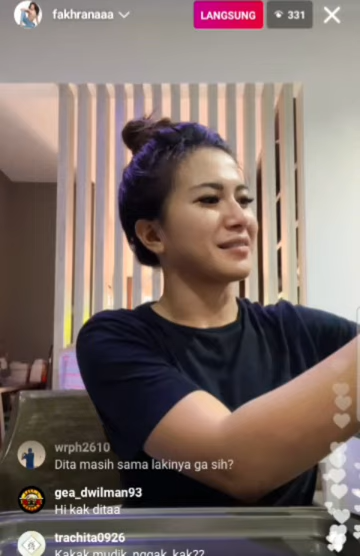 fakhranaaa
LANGSUNG
331
wrph2610
Dita masih sama lakinya ga sih?
gea_dwilman93
Hi kak ditaa
trachita0926
Kakak mudik nggak kak??